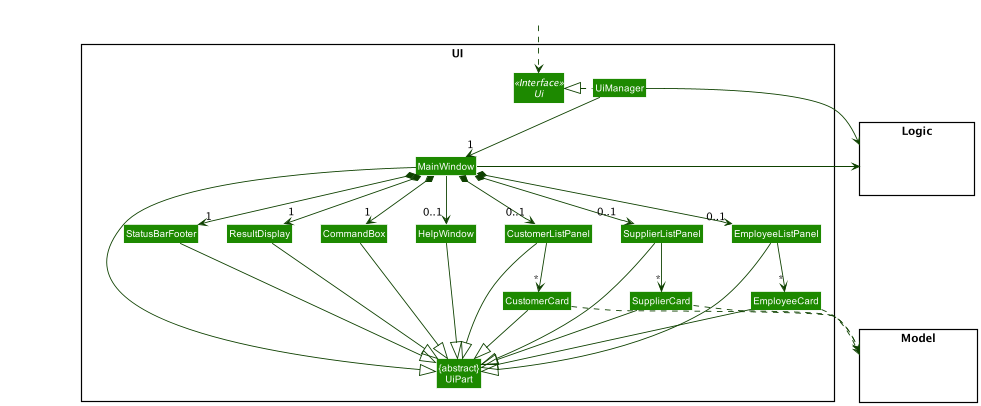 UI
«Interface»
Ui
UiManager
Logic
1
MainWindow
1
1
1
0..1
0..1
0..1
0..1
StatusBarFooter
ResultDisplay
CommandBox
HelpWindow
CustomerListPanel
SupplierListPanel
EmployeeListPanel
*
*
*
CustomerCard
SupplierCard
EmployeeCard
Model
{abstract}
UiPart